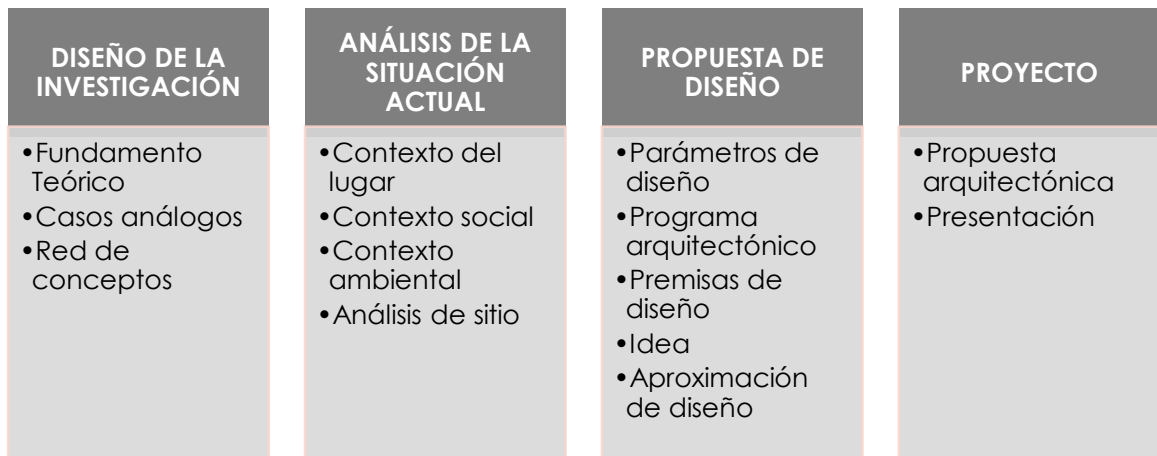 DISEÑO DE LA
INVESTIGACIÓN
•Fundamento
Teórico
•Casos análogos
•Red de
conceptos
ANÁLISIS DE LA
SITUACIÓN
ACTUAL
•Contexto del
lugar
•Contexto social
•Contexto
ambiental
•Análisis de sitio
PROPUESTA DE
DISEÑO
•Parámetros de
diseño
•Programa
arquitectónico
•Premisas de
diseño
•Idea
•Aproximación
de diseño
PROYECTO
•Propuesta
arquitectónica
•Presentación